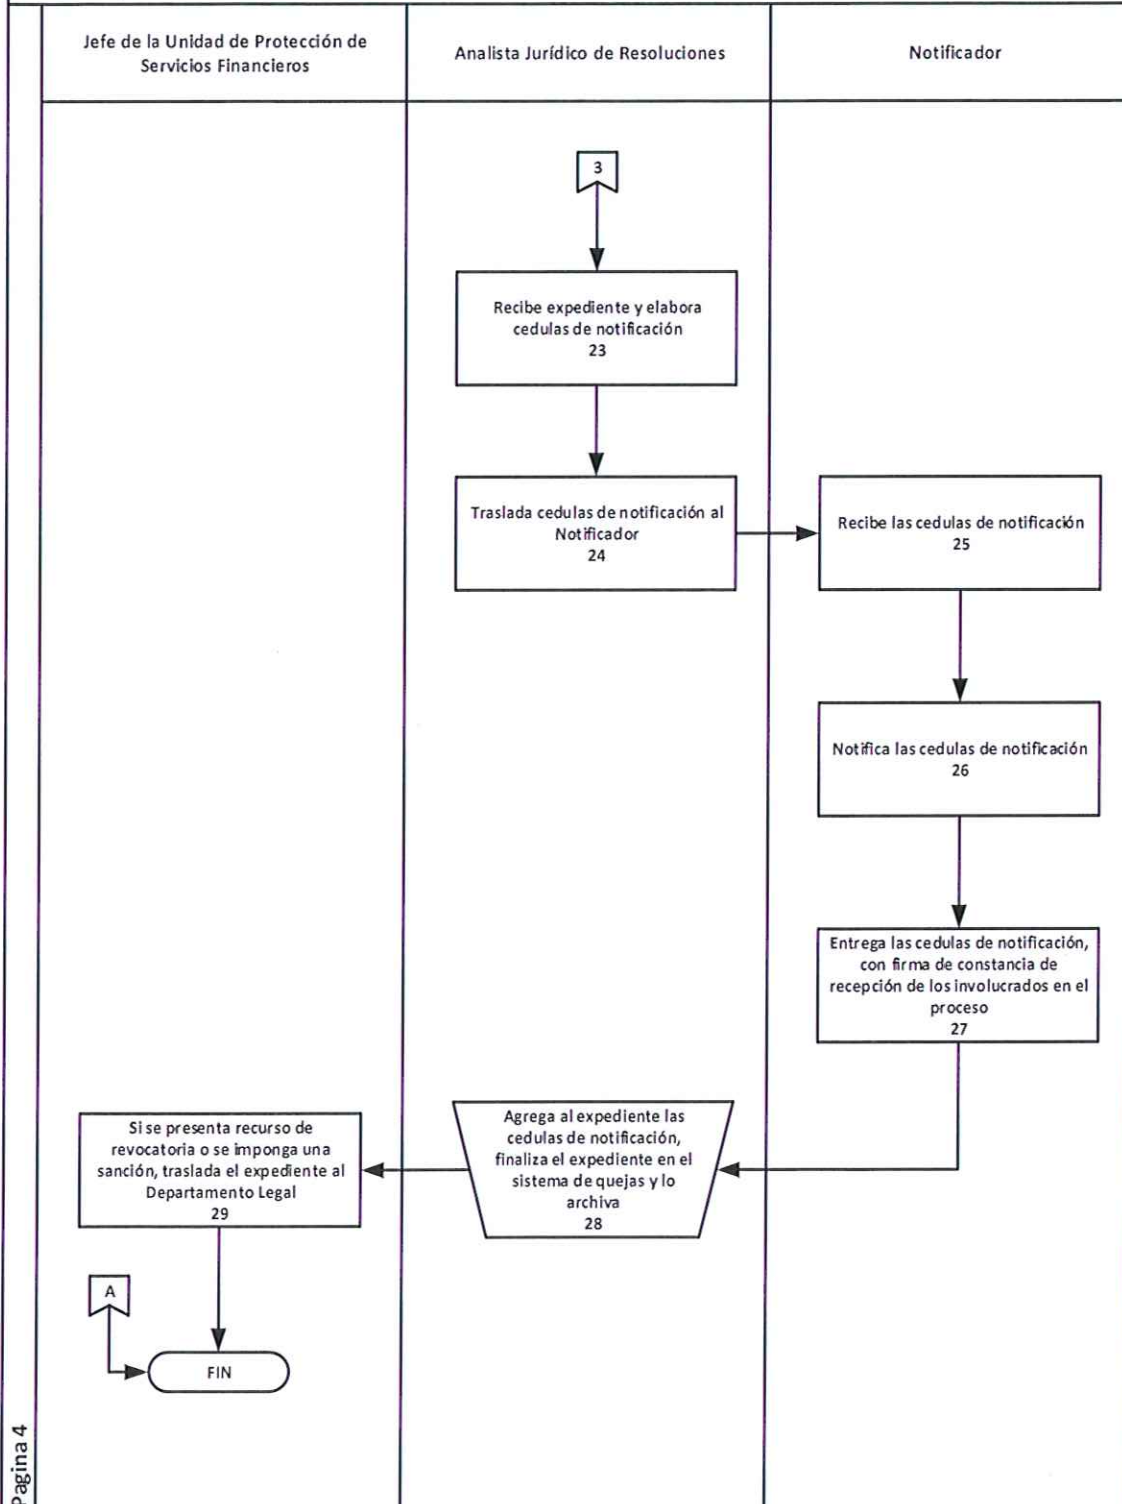 Jefe de la Unidad de Protección de
Servicios Financieros
Analista Jurídico de Resoluciones
Notificador
3
Recibe expediente y elabora
cedulas de notificación
23
Traslada cedulas de notificación al
Notificador
24
Recibe las cedulas de notificación
25
Notifica las cedulas de notificación
26
Entrega las cedulas de notificación,
con firma de constancia de
recepción de los involucrados en el
proceso
27
Agrega al expediente las
cedulas de notificación,
finaliza el expediente en el
sistema de quejas y lo
archiva
28
Si se presenta recurso de
revocatoria o se imponga una
sanción, traslada el expediente al
Departamento Legal
29
A
FIN
Pagina 4